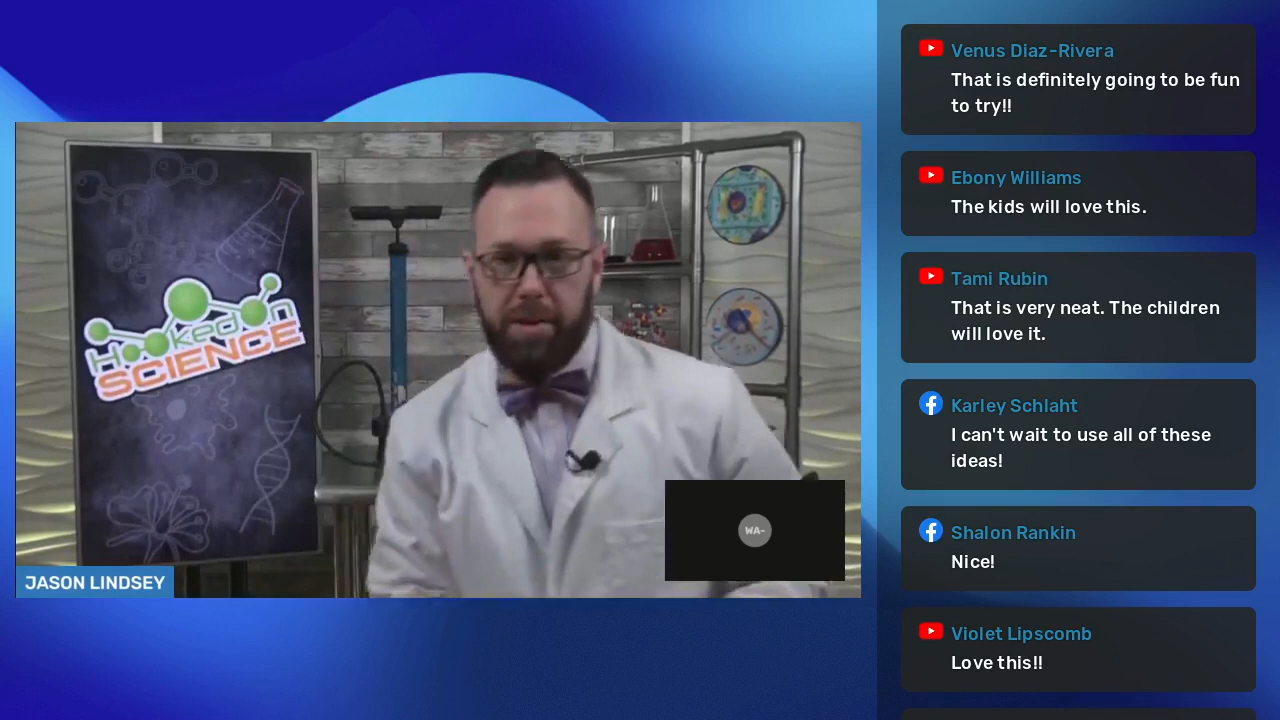 Hooked on
SCIENCE
WA-
JASON LINDSEY
Venus Diaz-Rivera
That is definitely going to be fun
to try!!
Ebony Williams
The kids will love this.
Tami Rubin
That is very neat. The children
will love it.
Karley Schlaht
I can't wait to use all of these
ideas!
Shalon Rankin
Nice!
Violet Lipscomb
Love this!!